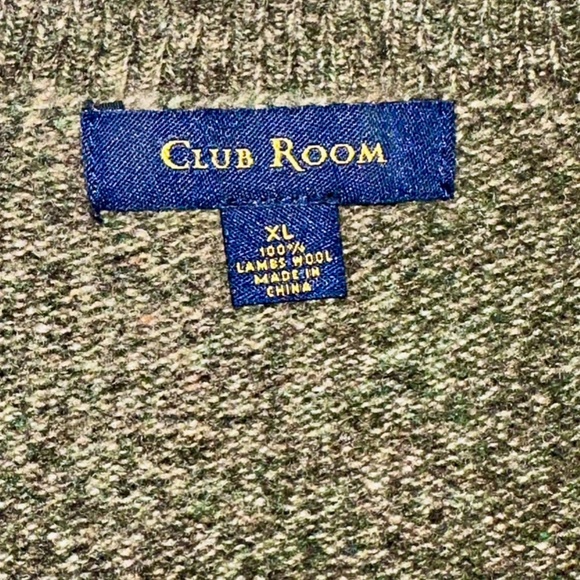 CLUB ROOM
XL
100%
LAMBS WOOL
MADE IN
CHINA